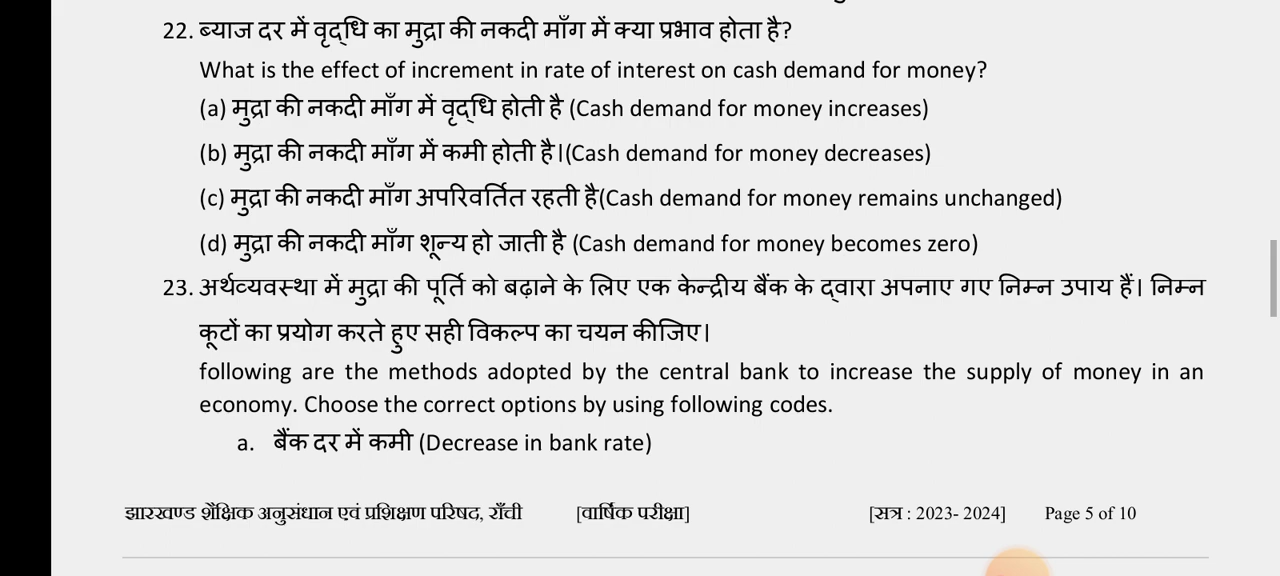 22. ब्याज दर में वृद्धि का मुद्रा की नकदी माँग में क्या प्रभाव होता है?
What is the effect of increment in rate of interest on cash demand for money?
(a) मुद्रा की नकदी माँग में वृद्धि होती है (Cash demand for money increases)
(b) मुद्रा की नकदी माँग में कमी होती है।(Cash demand for money decreases)
(c) मुद्रा की नकदी माँग अपरिवर्तित रहती है(Cash demand for money remains unchanged)
(d) मुद्रा की नकदी माँग शून्य हो जाती है (Cash demand for money becomes zero)
23. अर्थव्यवस्था में मुद्रा की पूर्ति को बढ़ाने के लिए एक केन्द्रीय बैंक के द्वारा अपनाए गए निम्न उपाय हैं। निम्न
कूटों का प्रयोग करते हुए सही विकल्प का चयन कीजिए।
following are the methods adopted by the central bank to increase the supply of money in an
economy. Choose the correct options by using following codes.
a. बैंक दर में कमी (Decrease in bank rate)
झारखण्ड शैक्षिक अनुसंधान एवं प्रशिक्षण परिषद, राँची [वार्षिक परीक्षा] [सत्र : 2023- 2024] Page 5 of 10